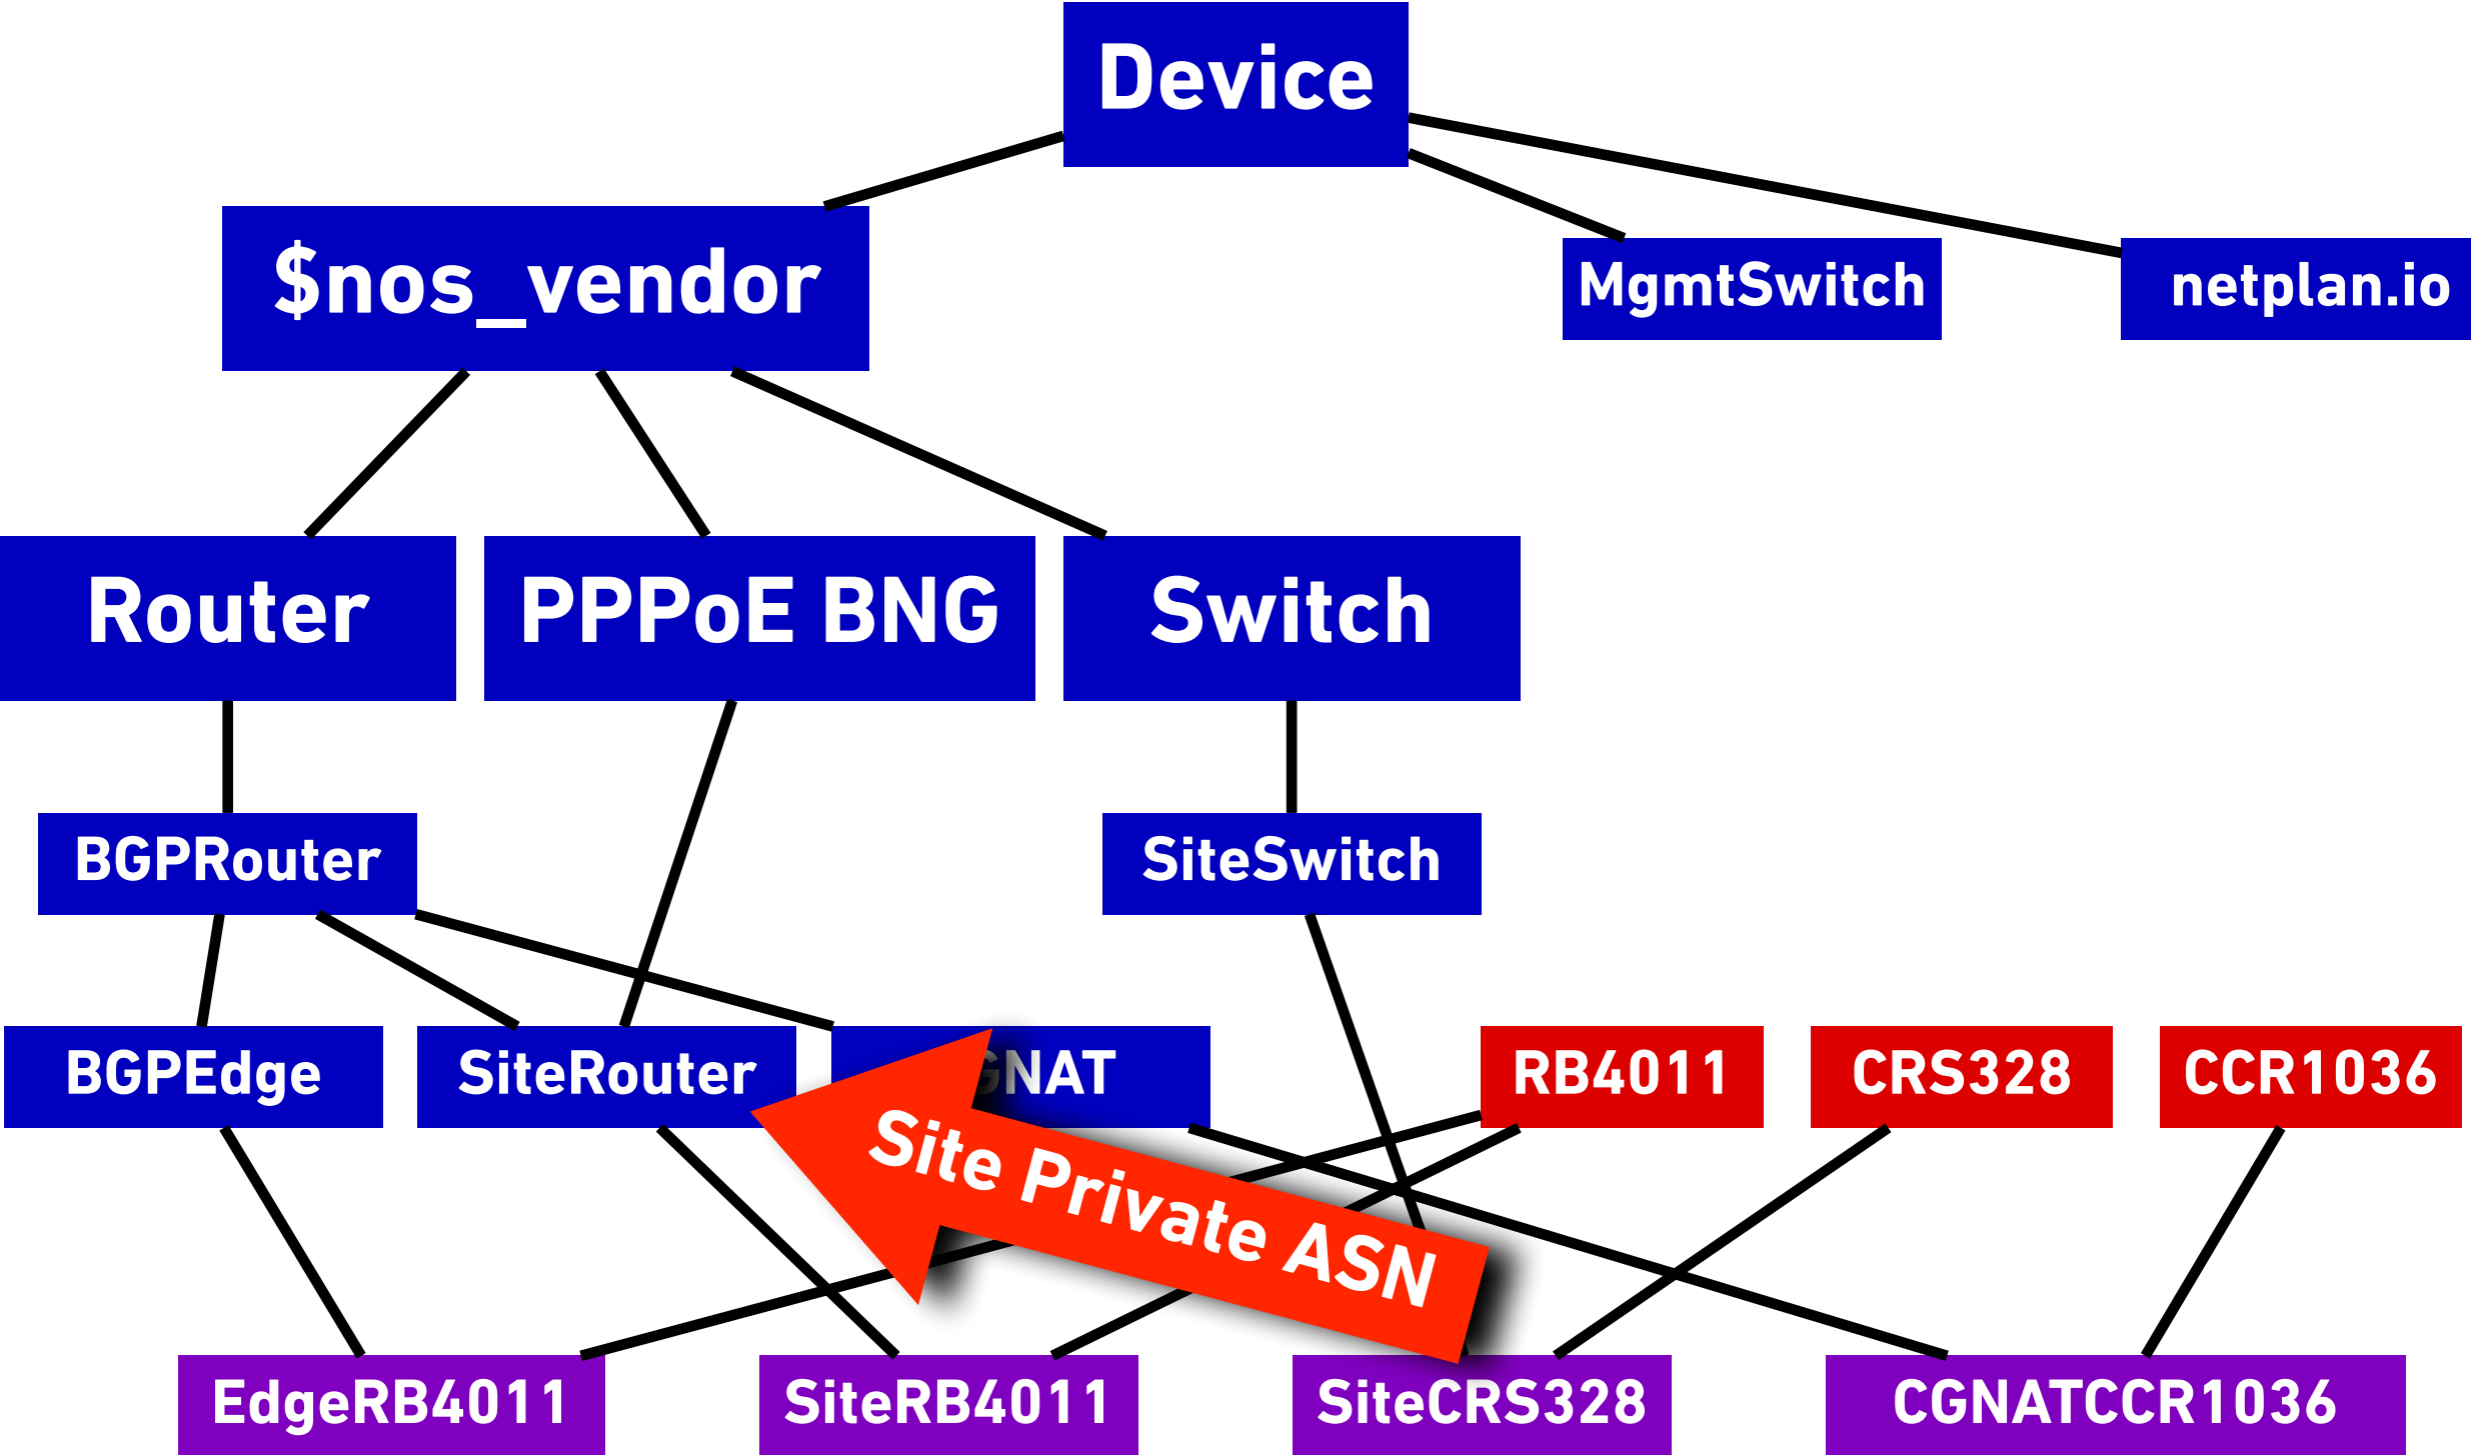 Device
$nos_vendor
MgmtSwitch
netplan.io
Router
PPPoE BNG
Switch
BGPRouter
SiteSwitch
BGPEdge
SiteRouter
RB4011
CRS328
CCR1036
Site Private ASN
EdgeRB4011
SiteRB4011
SiteCRS328
CGNATCCR1036